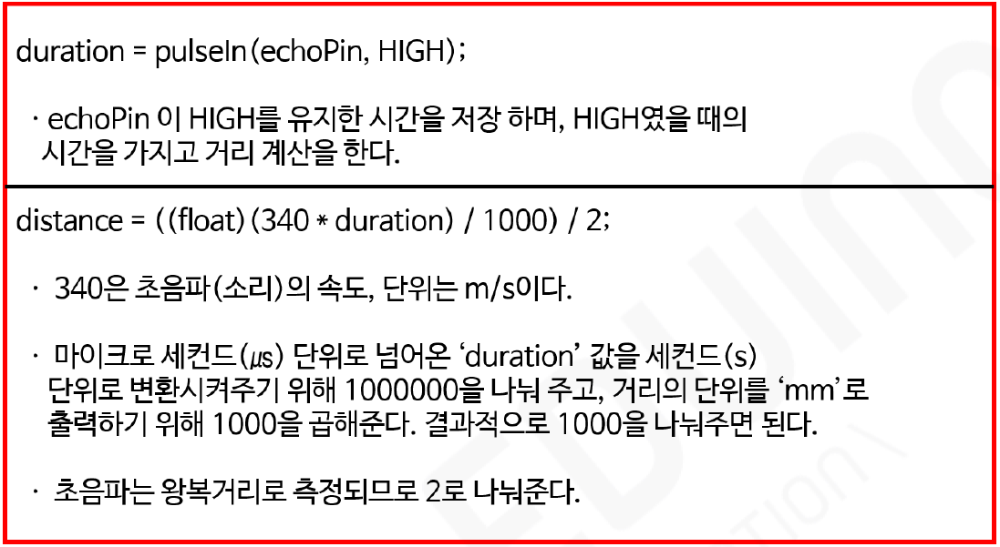 duration = pulseIn(echoPin, HIGH);
· echoPin 이 HIGH를 유지한 시간을 저장 하며, HIGH였을 때의
시간을 가지고 거리 계산을 한다.
distance = ((float)(340 * duration) / 1000) / 2;
· 340은 초음파(소리)의 속도, 단위는 m/s이다.
· 마이크로 세컨드(㎲) 단위로 넘어온 ‘duration’ 값을 세컨드(s)
단위로 변환시켜주기 위해 1000000을 나눠 주고, 거리의 단위를 ‘mm’로
출력하기 위해 1000을 곱해준다. 결과적으로 1000을 나눠주면 된다.
· 초음파는 왕복거리로 측정되므로 2로 나눠준다.